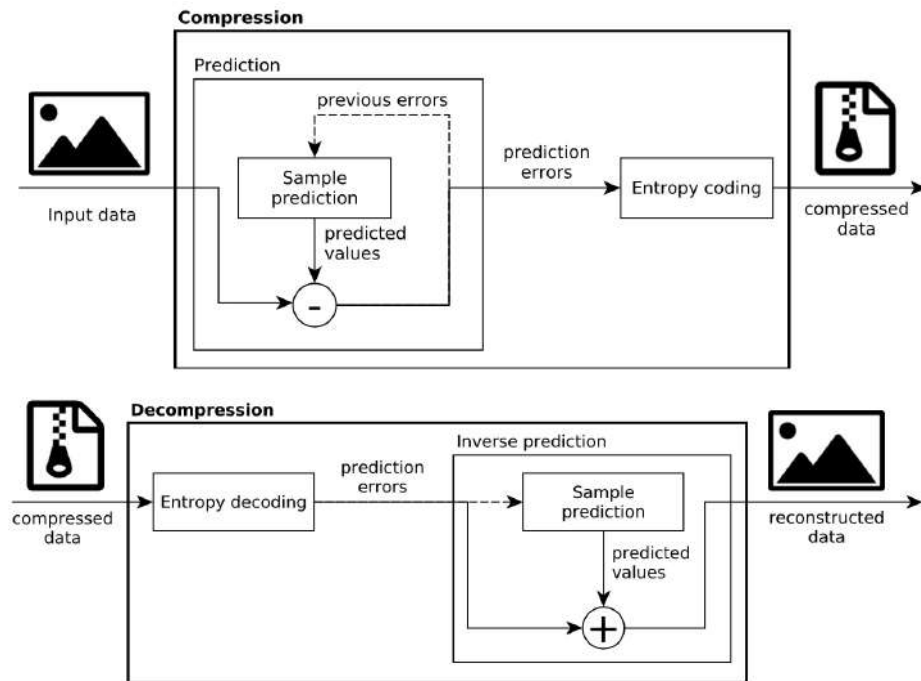 Compression
Prediction
previous errors
Sample
prediction
prediction
errors
Entropy coding
Input data
compressed
data
predicted
values
-
Decompression
Inverse prediction
prediction
errors
Entropy decoding
Sample
prediction
compressed
data
reconstructed
data
predicted
values
+